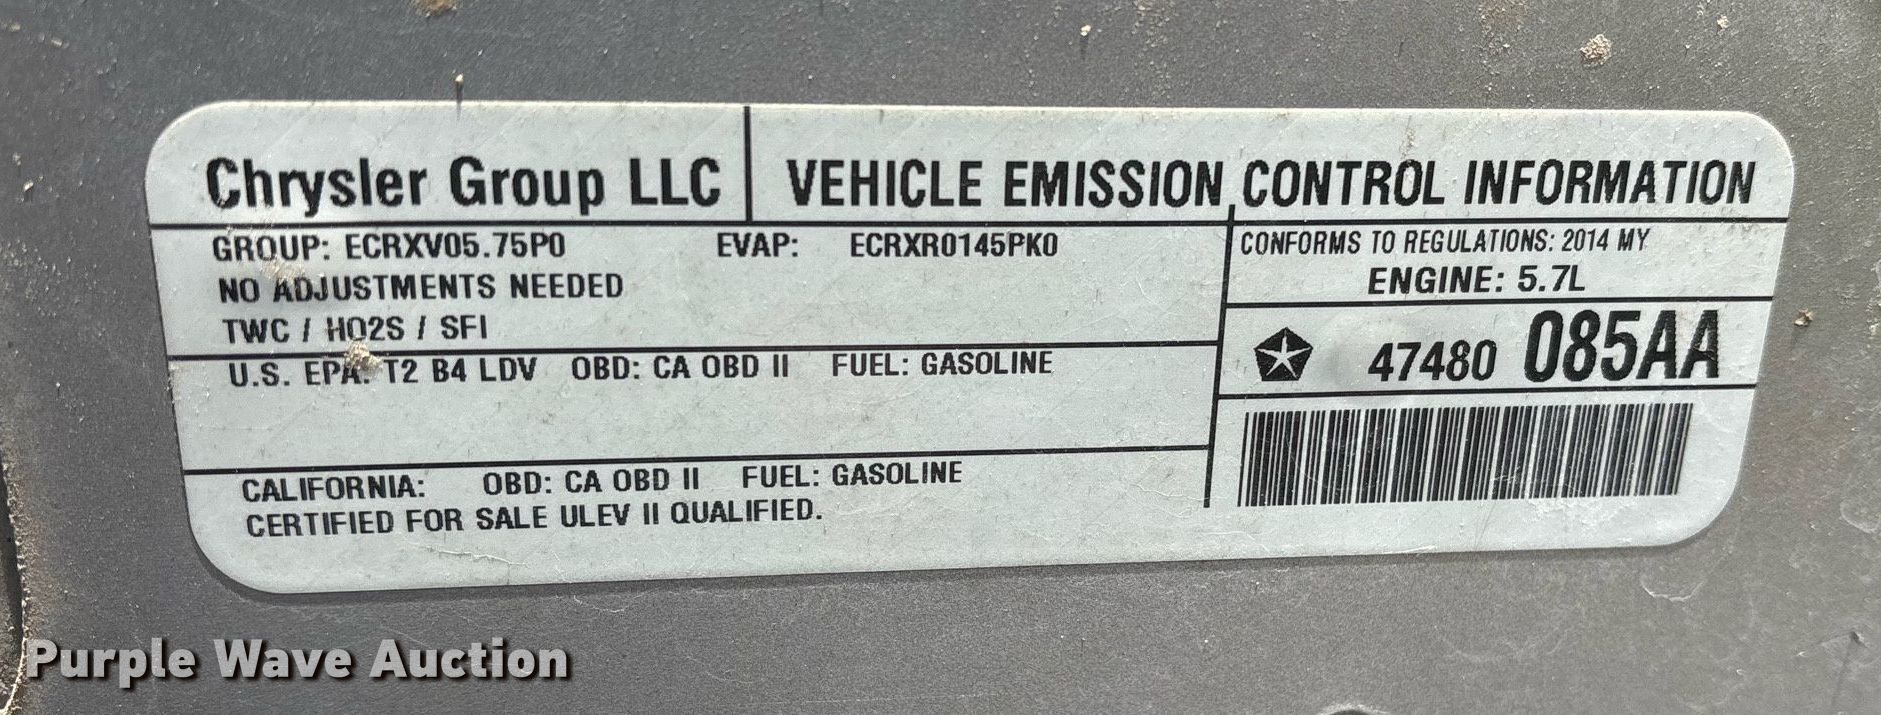 Chrysler Group LLC
VEHICLE EMISSION CONTROL INFORMATION
GROUP: ECRXV05.75P0 EVAP: ECRXR0145PK0
NO ADJUSTMENTS NEEDED
TWC / HO2S / SFI
CONFORMS TO REGULATIONS: 2014 MY
ENGINE: 5.7L
47480 085AA
U.S. EPA: T2 B4 LDV OBD: CA OBD II FUEL: GASOLINE
CALIFORNIA: OBD: CA OBD II FUEL: GASOLINE
CERTIFIED FOR SALE ULEV II QUALIFIED.
Purple Wave Auction